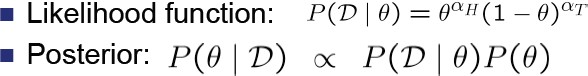 ■ Likelihood function: P(𝒟 | θ) = θ^{α_H}(1 − θ)^{α_T}
■ Posterior: P(θ | 𝒟) ∝ P(𝒟 | θ)P(θ)